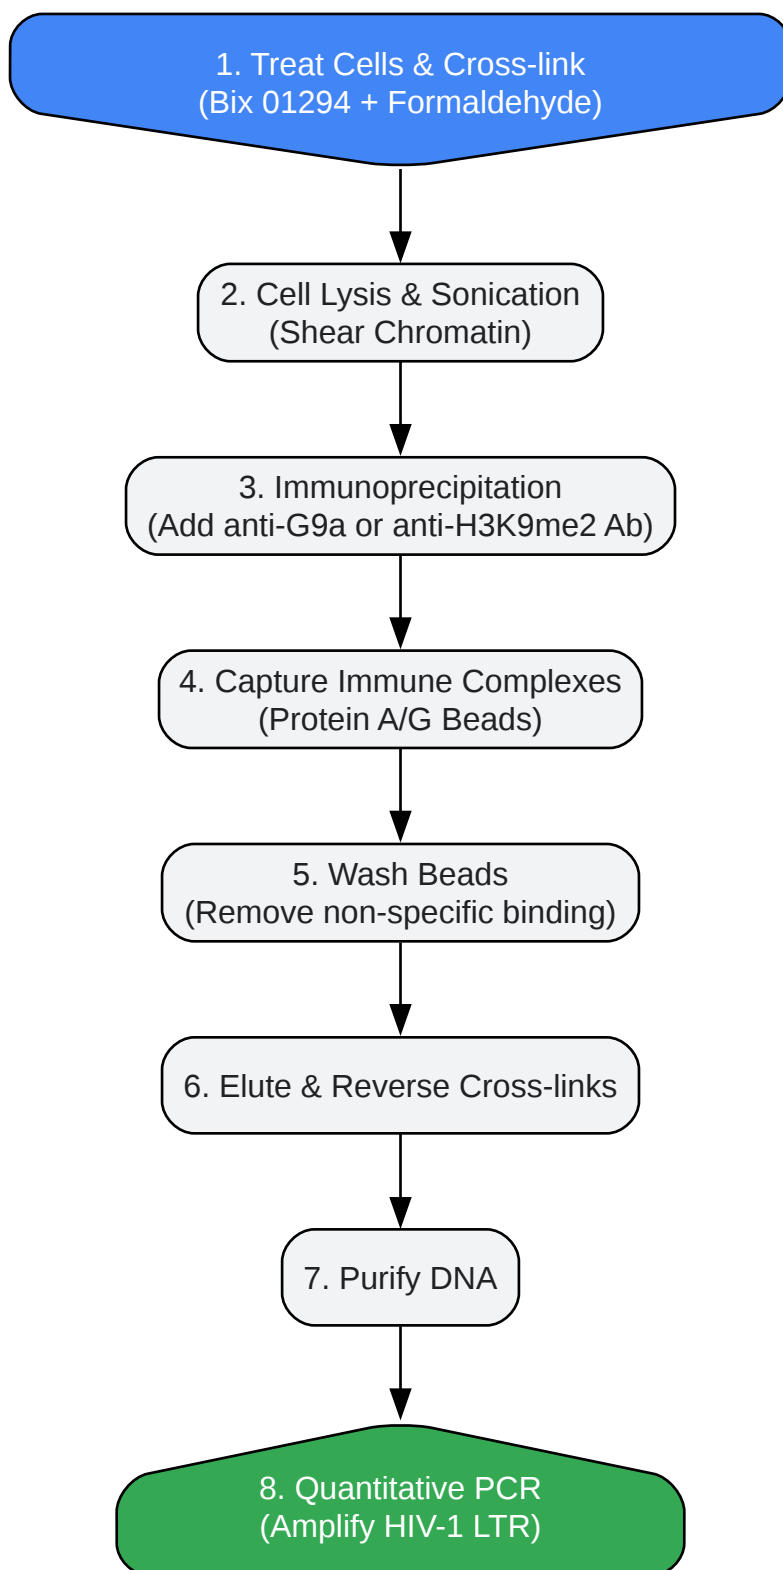 1. Treat Cells & Cross-link
(Bix 01294 + Formaldehyde)
2. Cell Lysis & Sonication
(Shear Chromatin)
3. Immunoprecipitation
(Add anti-G9a or anti-H3K9me2 Ab)
4. Capture Immune Complexes
(Protein A/G Beads)
5. Wash Beads
(Remove non-specific binding)
6. Elute & Reverse Cross-links
7. Purify DNA
8. Quantitative PCR
(Amplify HIV-1 LTR)